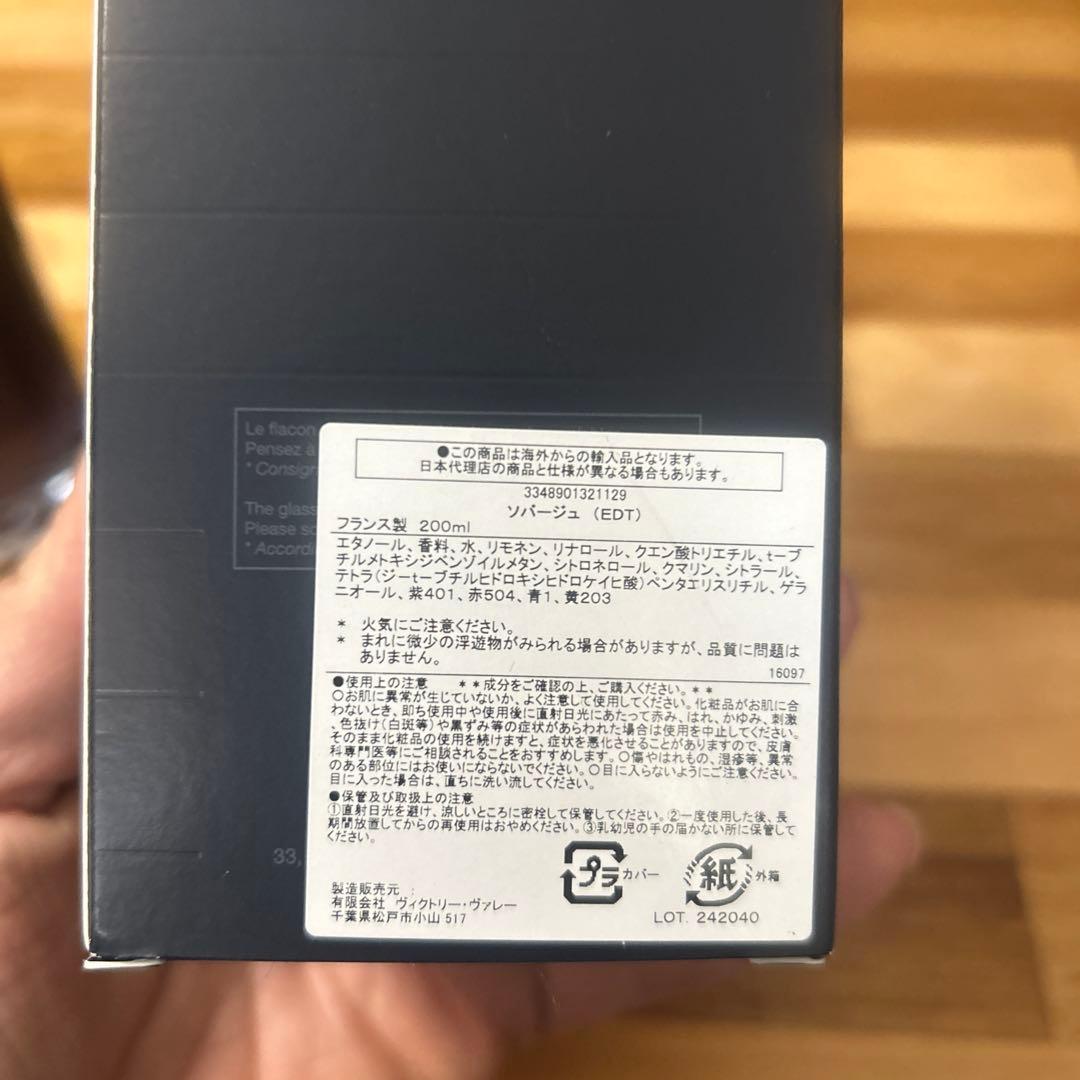 Le flacon
Pensez à
* Consign
The glass
Please so
* Accordi
33,
●この商品は海外からの輸入品となります。
日本代理店の商品と仕様が異なる場合もあります。
3348901321129
ソバージュ (EDT)
フランス製 200ml
エタノール、香料、水、リモネン、リナロール、クエン酸トリエチル、tーブ
チルメトキシジベンゾイルメタン、シトロネロール、クマリン、シトラール、
テトラ(ジーtーブチルヒドロキシヒドロケイヒ酸)ペンタエリスリチル、ゲラ
ニオール、紫401、赤504、青1、黄203
* 火気にご注意ください。
* まれに微少の浮遊物がみられる場合がありますが、品質に問題は
ありません。
16097
●使用上の注意 **成分をご確認の上、ご購入ください。**
○お肌に異常が生じていないか、よく注意して使用してください。化粧品がお肌に合
わないとき、即ち使用中や使用後に直射日光にあたって赤み、はれ、かゆみ、刺激
、色抜け(白斑等)や黒ずみ等の症状があらわれた場合は使用を中止してください。
そのまま化粧品の使用を続けますと、症状を悪化させることがありますので、皮膚
科専門医等にご相談されることをおすすめします。○傷やはれもの、湿疹等、異常
のある部位にはお使いにならないでください。○目に入らないようにご注意ください。
目に入った場合は、直ちに洗い流してください。
●保管及び取扱上の注意
①直射日光を避け、涼しいところに密栓して保管してください。②一度使用した後、長
期間放置してからの再使用はおやめください。③乳幼児の手の届かない所に保管して
ください。
プラ カバー
紙 外箱
製造販売元 :
有限会社 ヴィクトリー・ヴァレー
千葉県松戸市小山 517
LOT. 242040